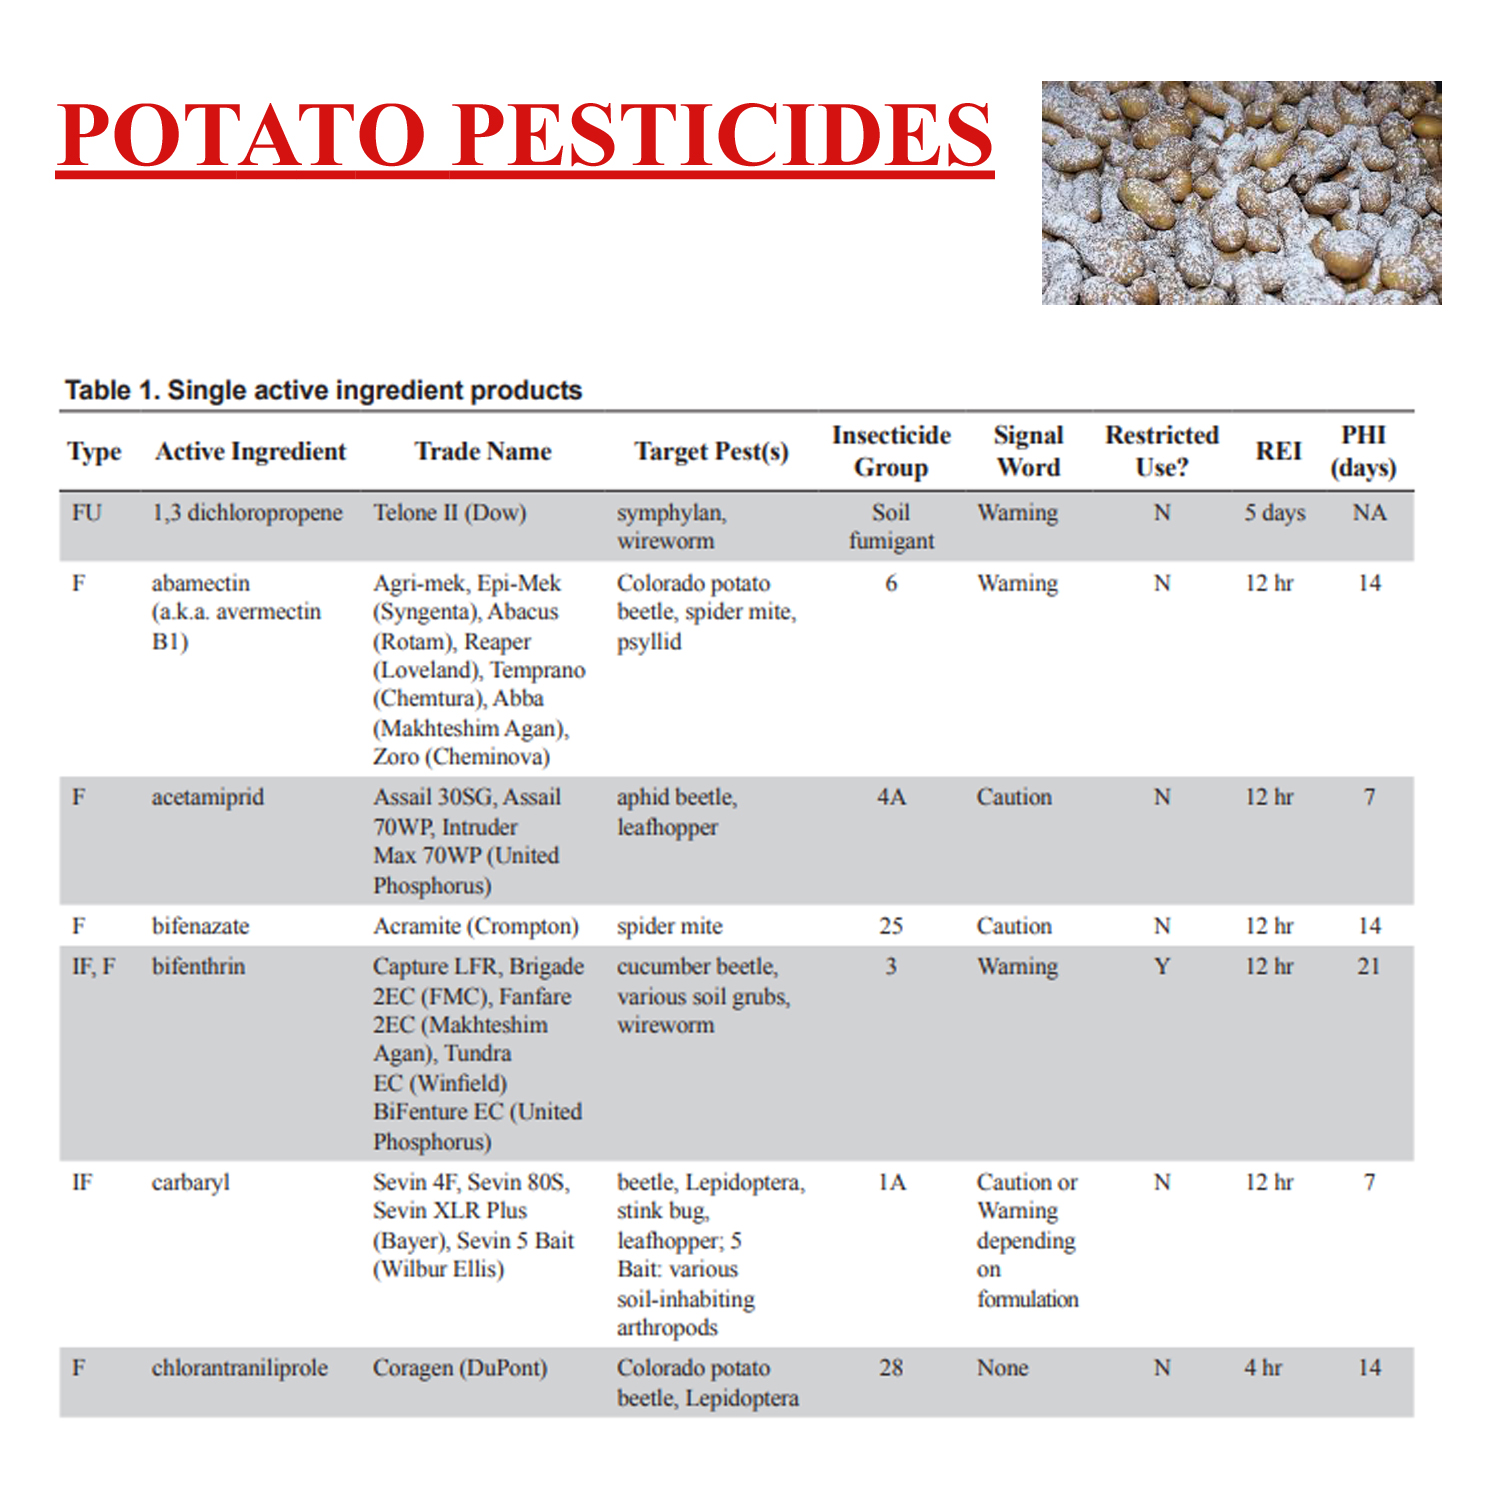 POTATO PESTICIDES
Table 1. Single active ingredient products
Type Active Ingredient Trade Name Target Pest(s) Insecticide Group Signal Word Restricted Use? REI PHI (days)
FU 1,3 dichloropropene Telone II (Dow) symphylan, Soil Warning N 5 days NA
wireworm fumigant
F abamectin Agri-mek, Epi-Mek Colorado potato 6 Warning N 12 hr 14
(a.k.a. avermectin (Syngenta), Abacus beetle, spider mite,
B1) (Rotam), Reaper psyllid
(Loveland), Temprano
(Chemtura), Abba
(Makhteshim Agan),
Zoro (Cheminova)
F acetamiprid Assail 30SG, Assail aphid beetle, 4A Caution N 12 hr 7
70WP, Intruder leafhopper
Max 70WP (United
Phosphorus)
F bifenazate Acramite (Crompton) spider mite 25 Caution N 12 hr 14
IF, F bifenthrin Capture LFR, Brigade cucumber beetle, 3 Warning Y 12 hr 21
2EC (FMC), Fanfare various soil grubs,
2EC (Makhteshim wireworm
Agan), Tundra
EC (Winfield)
BiFenture EC (United
Phosphorus)
IF carbaryl Sevin 4F, Sevin 80S, beetle, Lepidoptera, 1A Caution or N 12 hr 7
Sevin XLR Plus stink bug, Warning
(Bayer), Sevin 5 Bait leafhopper; 5 depending
(Wilbur Ellis) Bait: various on
soil-inhabiting formulation
arthropods
F chlorantraniliprole Coragen (DuPont) Colorado potato 28 None N 4 hr 14
beetle, Lepidoptera